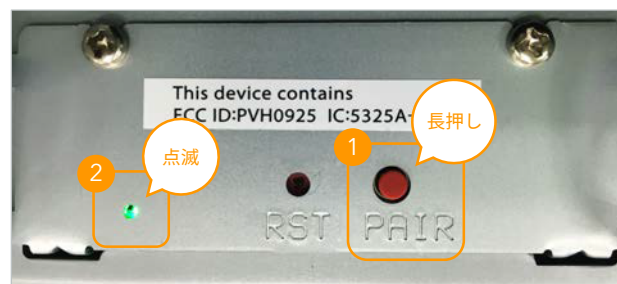 This device contains
FCC ID:PVH0925 IC:5325A-
長押し
1
点滅
2
RST PAIR